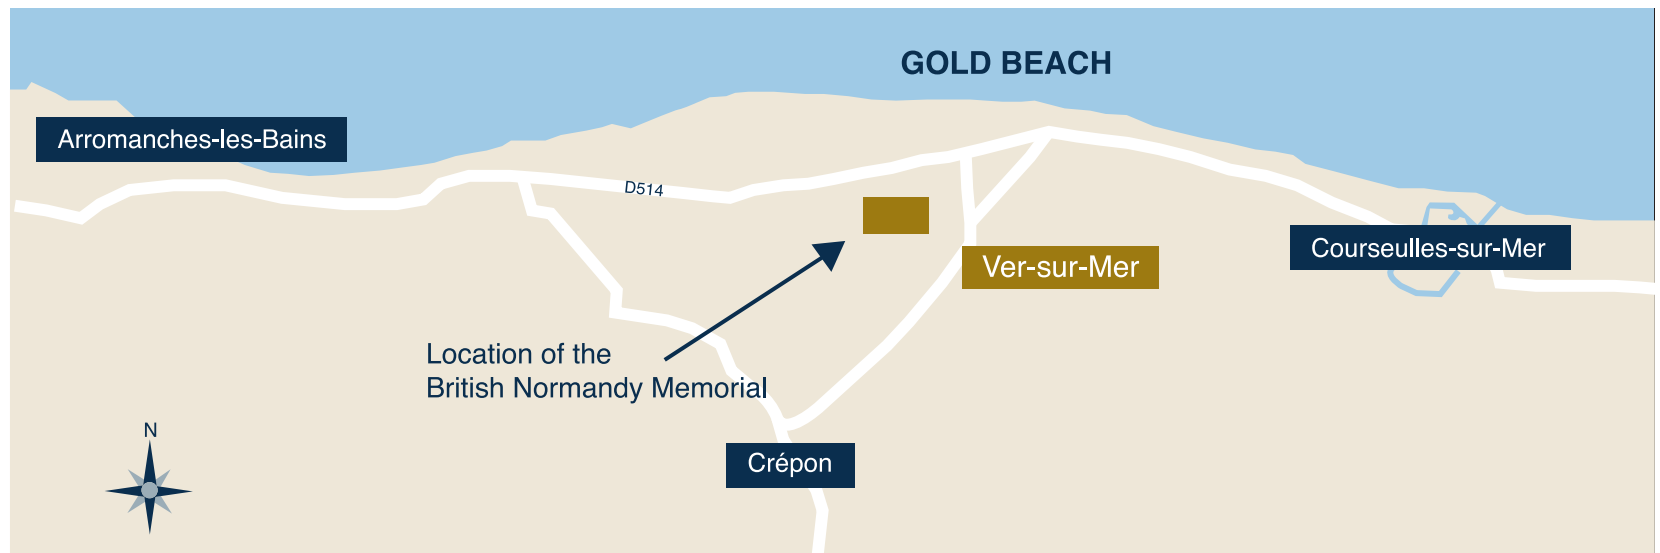 GOLD BEACH
Arromanches-les-Bains
D514
Courseulles-sur-Mer
Ver-sur-Mer
Location of the
British Normandy Memorial
N
Crépon